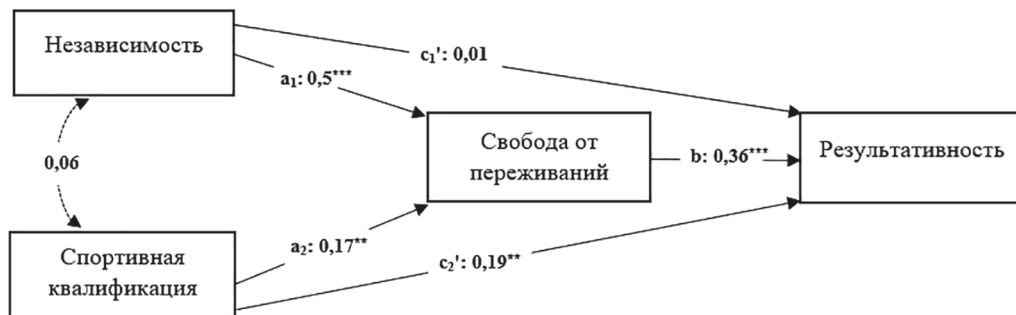 Независимость
c₁': 0,01
a₁: 0,5***
Свобода от
переживаний
b: 0,36***
Результативность
0,06
Спортивная
квалификация
a₂: 0,17**
c₂': 0,19**